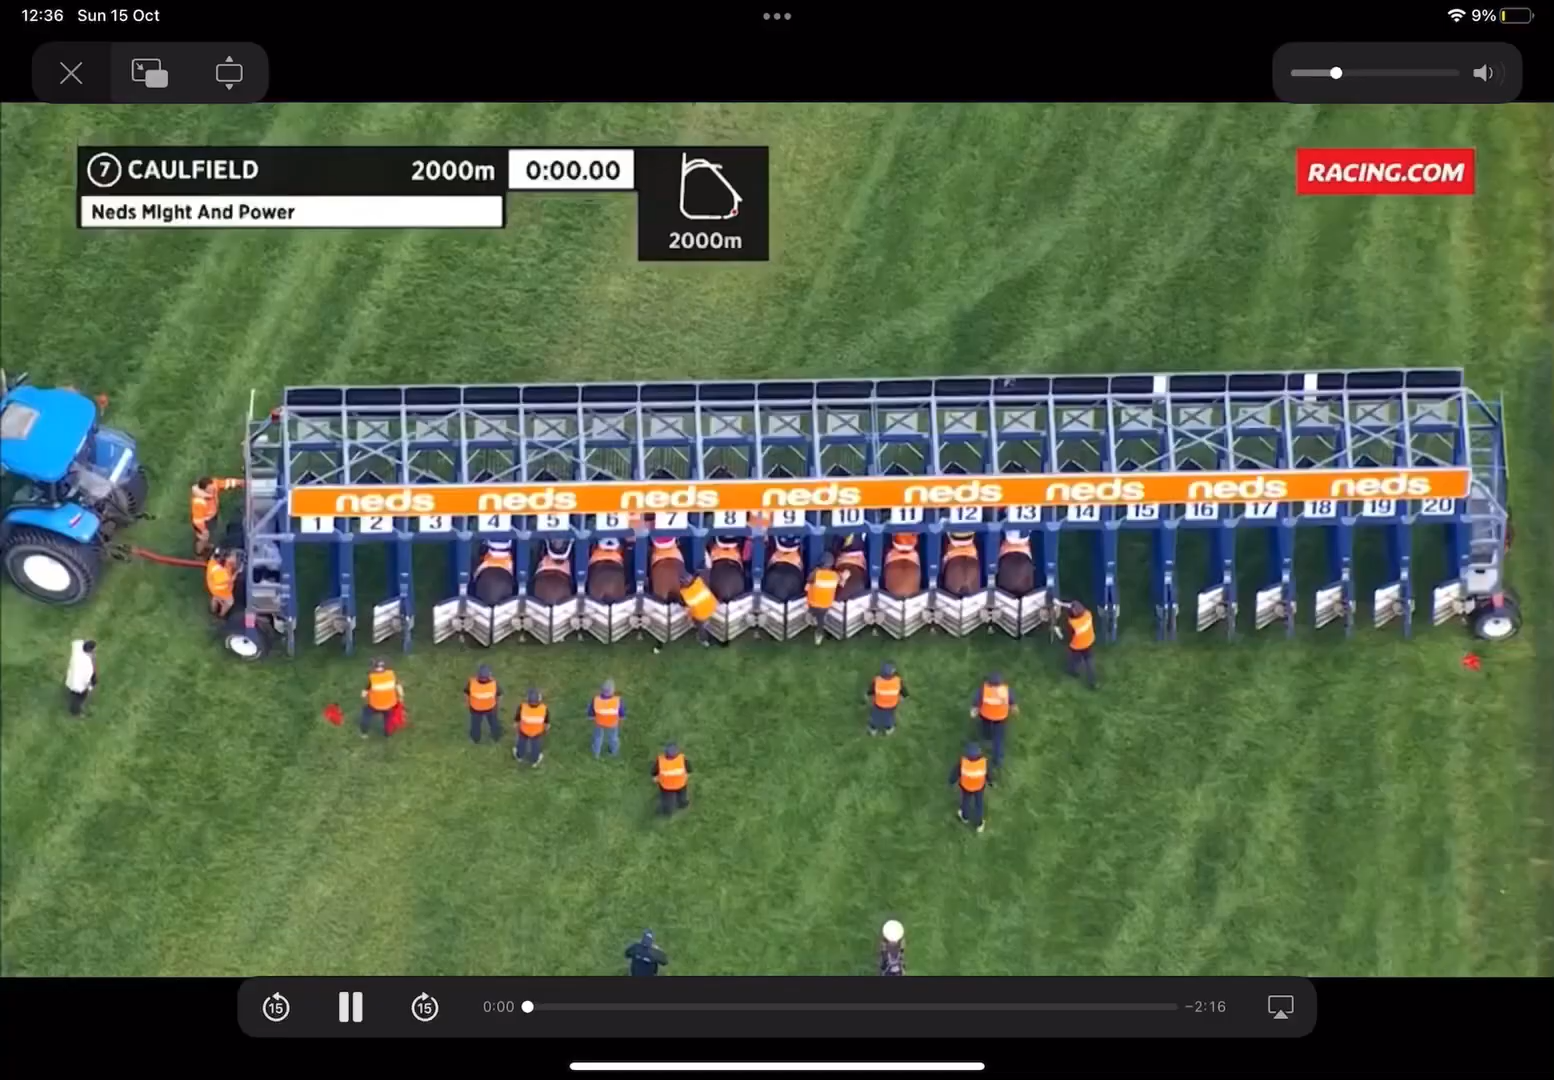 12:36 Sun 15 Oct
9%
7 CAULFIELD 2000m 0:00.00
RACING.COM
Neds MIght And Power
2000m
neds neds neds neds neds neds neds neds
1 2 3 4 5 6 7 8 9 10 11 12 13 14 15 16 17 18 19 20
15 15 0:00 -2:16